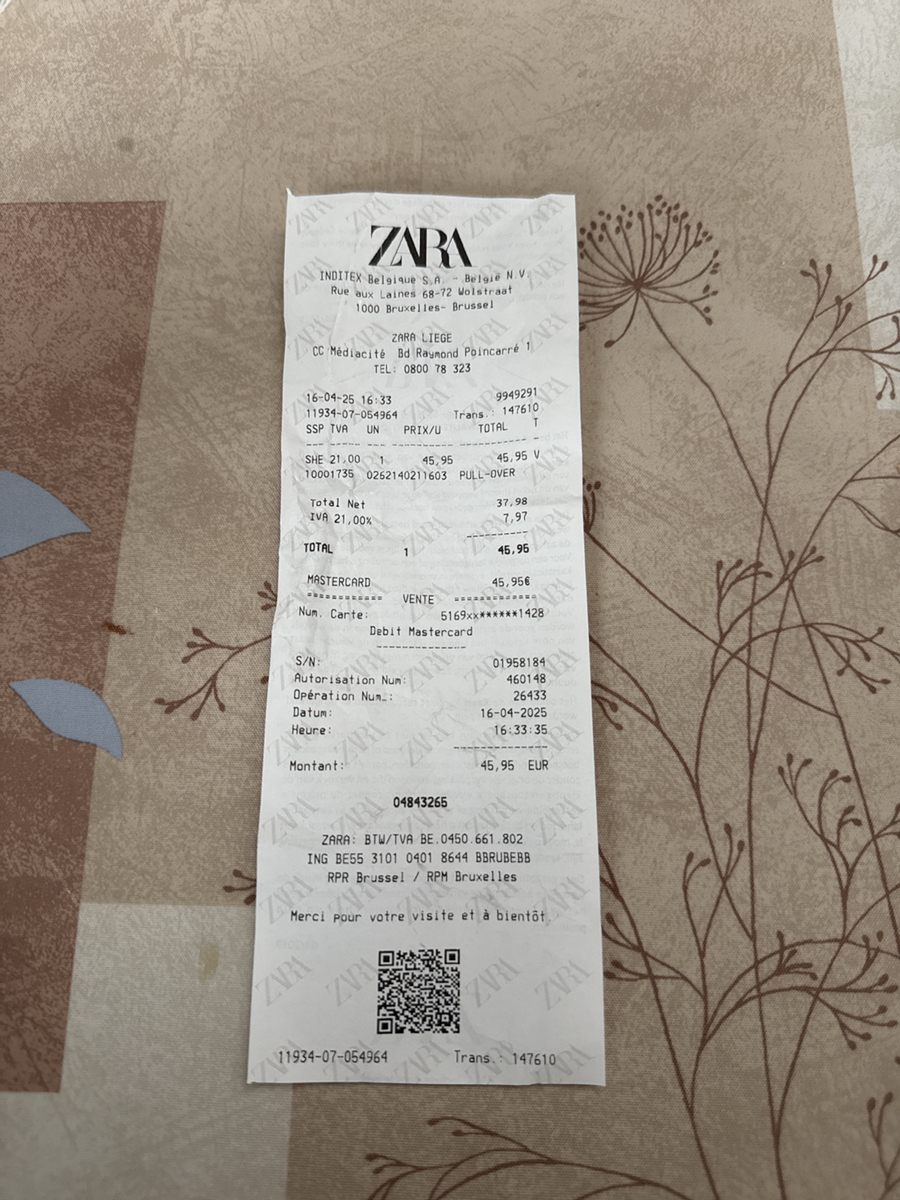 ZARA
INDITEX Belgique S.A. - België N.V.
Rue aux Laines 68-72 Wolstraat
1000 Bruxelles- Brussel
ZARA LIEGE
CC Médiacité Bd Raymond Poincarré 1
TEL: 0800 78 323
16-04-25 16:33 9949291
11934-07-054964 Trans.: 147610
SSP TVA UN PRIX/U TOTAL T
--- ---- ---- ----------- ------------- -
SHE 21,00 1 45,95 45,95 V
10001735 0262140211603 PULL-OVER
Total Net 37,98
IVA 21,00% 7,97
----------
TOTAL 1 45,95
MASTERCARD 45,95€
============ VENTE =============
Num. Carte: 5169xx******1428
Debit Mastercard
--------------
S/N: 01958184
Autorisation Num: 460148
Opération Num.: 26433
Datum: 16-04-2025
Heure: 16:33:35
--------------
Montant: 45,95 EUR
04843265
ZARA: BTW/TVA BE.0450.661.802
ING BE55 3101 0401 8644 BBRUBEBB
RPR Brussel / RPM Bruxelles
Merci pour votre visite et à bientôt.
11934-07-054964 Trans.: 147610